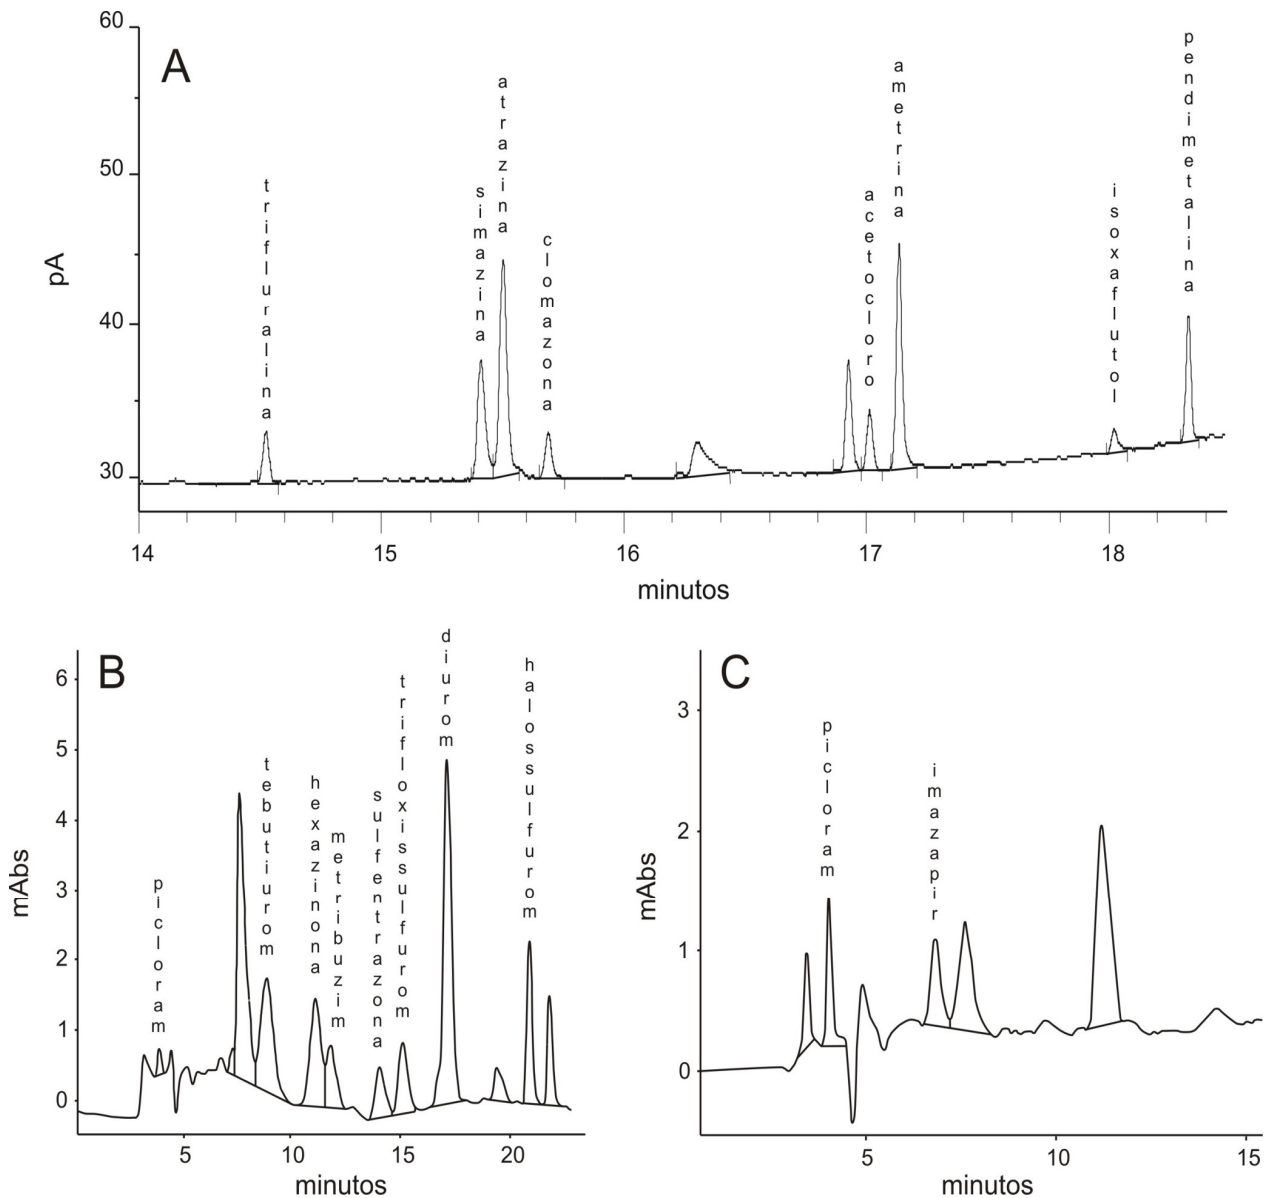 60
A
50
pA
40
30
trifluralina
simazina
atrazina
clomazona
acetocloro
ametrina
isoxaflutol
pendimetalina
14 15 16 17 18
minutos
B
6
5
4
3
2
1
0
mAbs
picloram
tebutiurom
hexazinona
metribuzim
sulfentrazona
trifloxissulfurom
diurom
halossulfurom
5 10 15 20
minutos
C
3
2
1
0
mAbs
picloram
imazapir
5 10 15
minutos